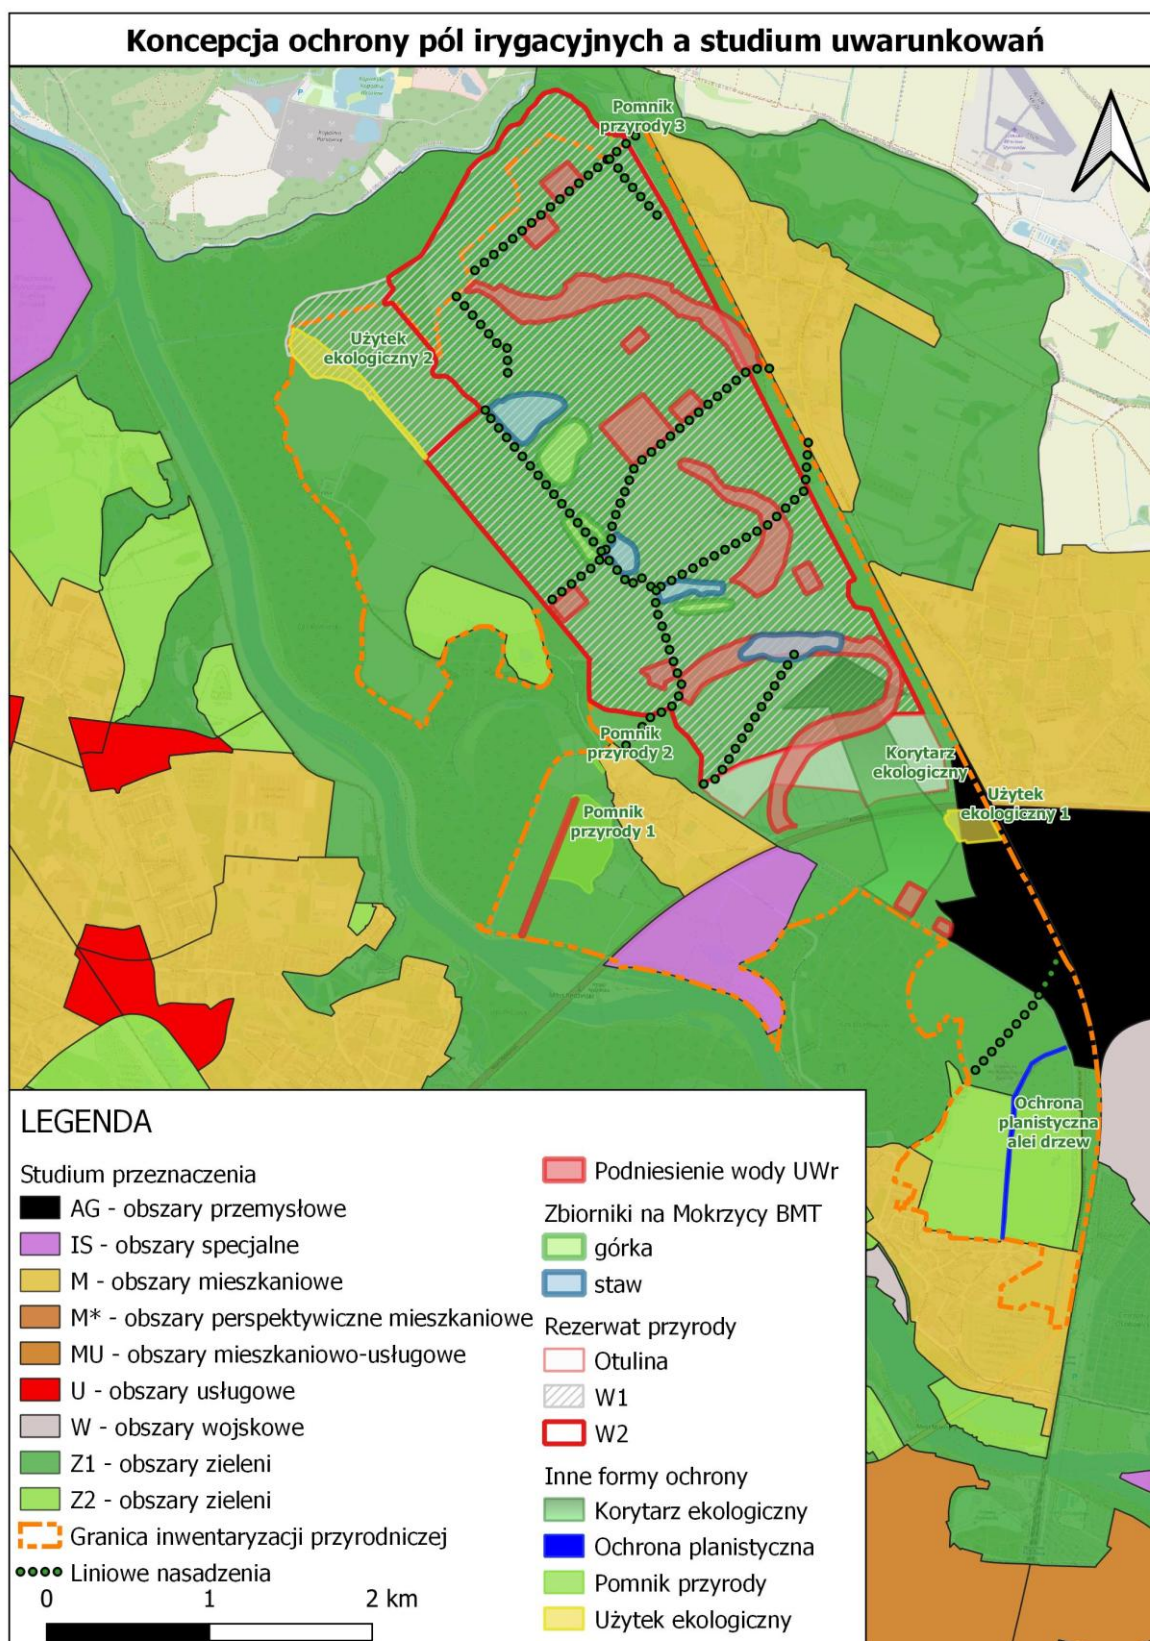 Koncepcja ochrony pól irygacyjnych a studium uwarunkowań
Pomnik
przyrody 3
Użytek
ekologiczny 2
Pomnik
przyrody 2
Korytarz
ekologiczny
Użytek
ekologiczny 1
Pomnik
przyrody 1
Ochrona
planistyczna
alei drzew
LEGENDA
Studium przeznaczenia
AG - obszary przemysłowe
IS - obszary specjalne
M - obszary mieszkaniowe
M* - obszary perspektywiczne mieszkaniowe
MU - obszary mieszkaniowo-usługowe
U - obszary usługowe
W - obszary wojskowe
Z1 - obszary zieleni
Z2 - obszary zieleni
Granica inwentaryzacji przyrodniczej
Liniowe nasadzenia
0 1 2 km
Podniesienie wody UWr
Zbiorniki na Mokrzycy BMT
górka
staw
Rezerwat przyrody
Otulina
W1
W2
Inne formy ochrony
Korytarz ekologiczny
Ochrona planistyczna
Pomnik przyrody
Użytek ekologiczny